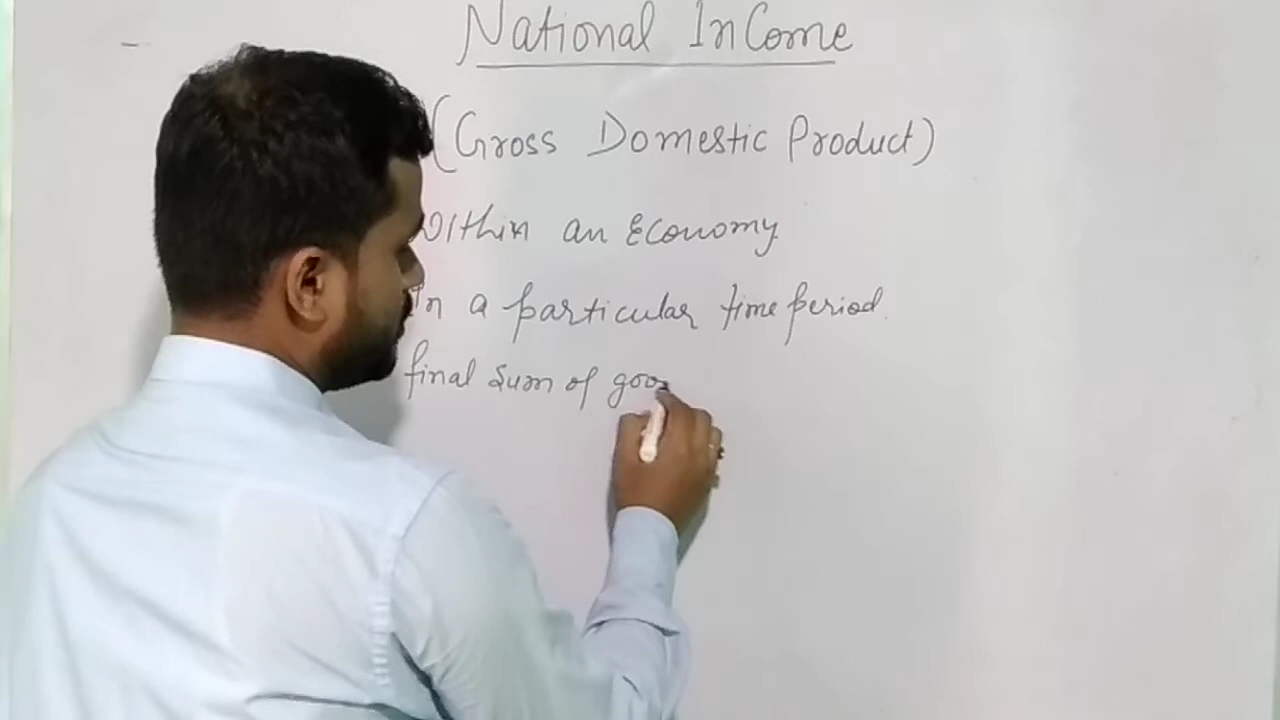 National Income
(Gross Domestic Product)
Within an Economy
In a particular time period.
final sum of goo